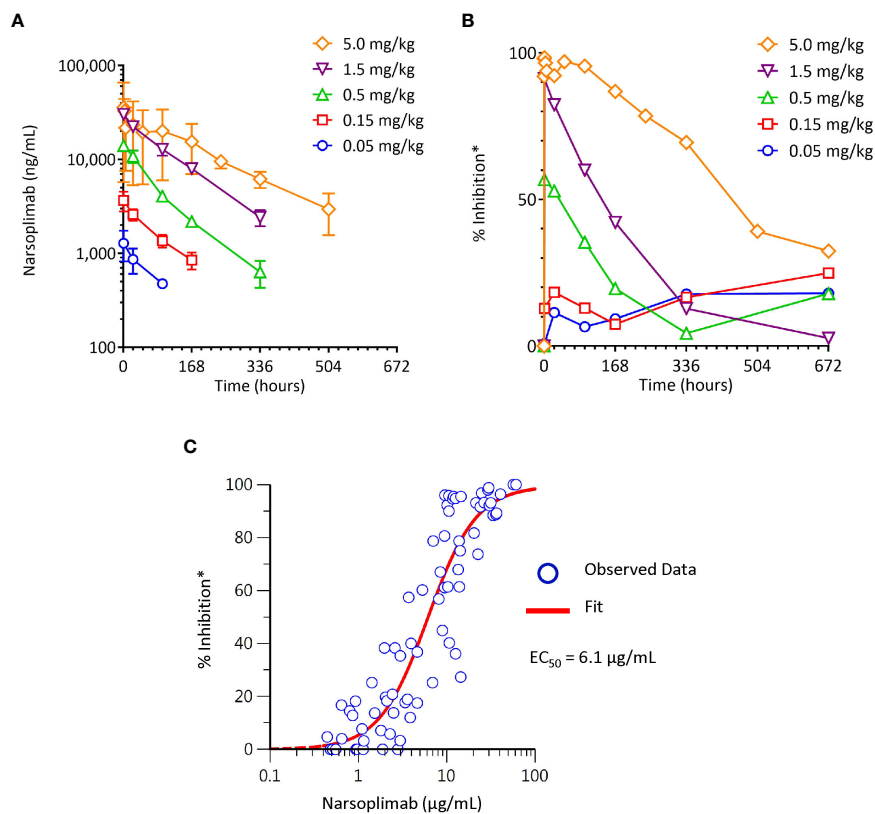 A
5.0 mg/kg
1.5 mg/kg
0.5 mg/kg
0.15 mg/kg
0.05 mg/kg
Narsoplimab (ng/mL)
100,000
10,000
1,000
100
0 168 336 504 672
Time (hours)
B
5.0 mg/kg
1.5 mg/kg
0.5 mg/kg
0.15 mg/kg
0.05 mg/kg
% Inhibition*
100
50
0
0 168 336 504 672
Time (hours)
C
% Inhibition*
100
80
60
40
20
0
0.1 1 10 100
Narsoplimab (µg/mL)
Observed Data
Fit
EC50 = 6.1 µg/mL